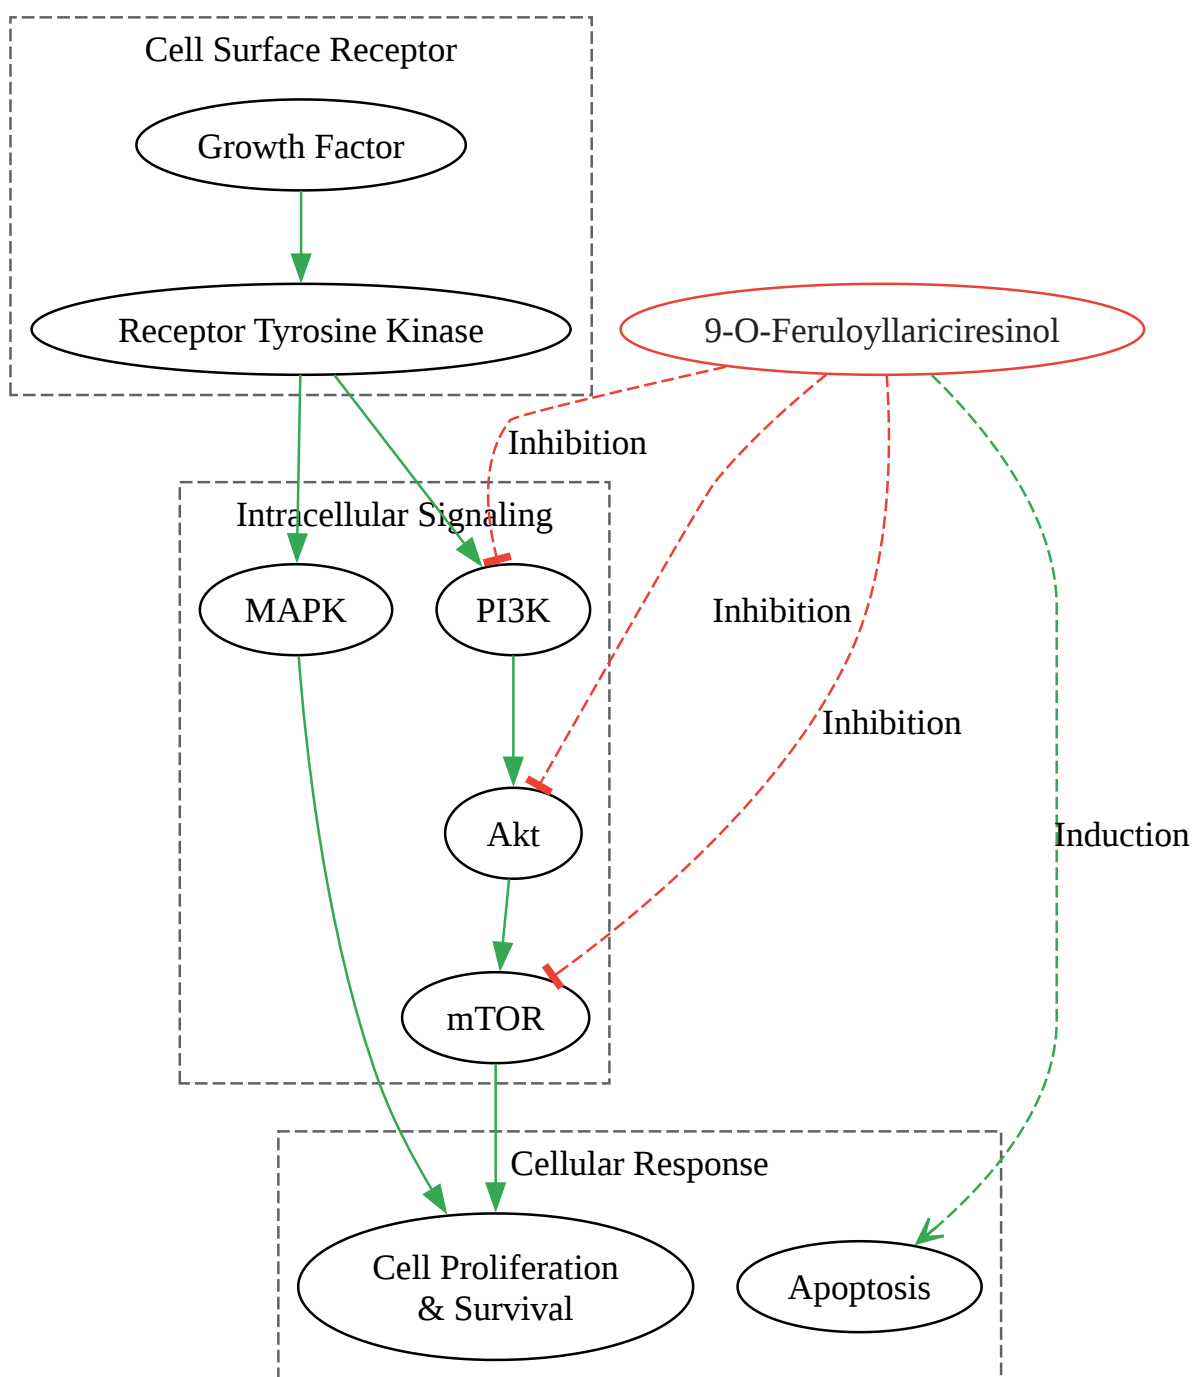 Cell Surface Receptor
Growth Factor
Receptor Tyrosine Kinase
9-O-Feruloyllariciresinol
Inhibition
Intracellular Signaling
MAPK
PI3K
Inhibition
Inhibition
Akt
Induction
mTOR
Cellular Response
Cell Proliferation
& Survival
Apoptosis